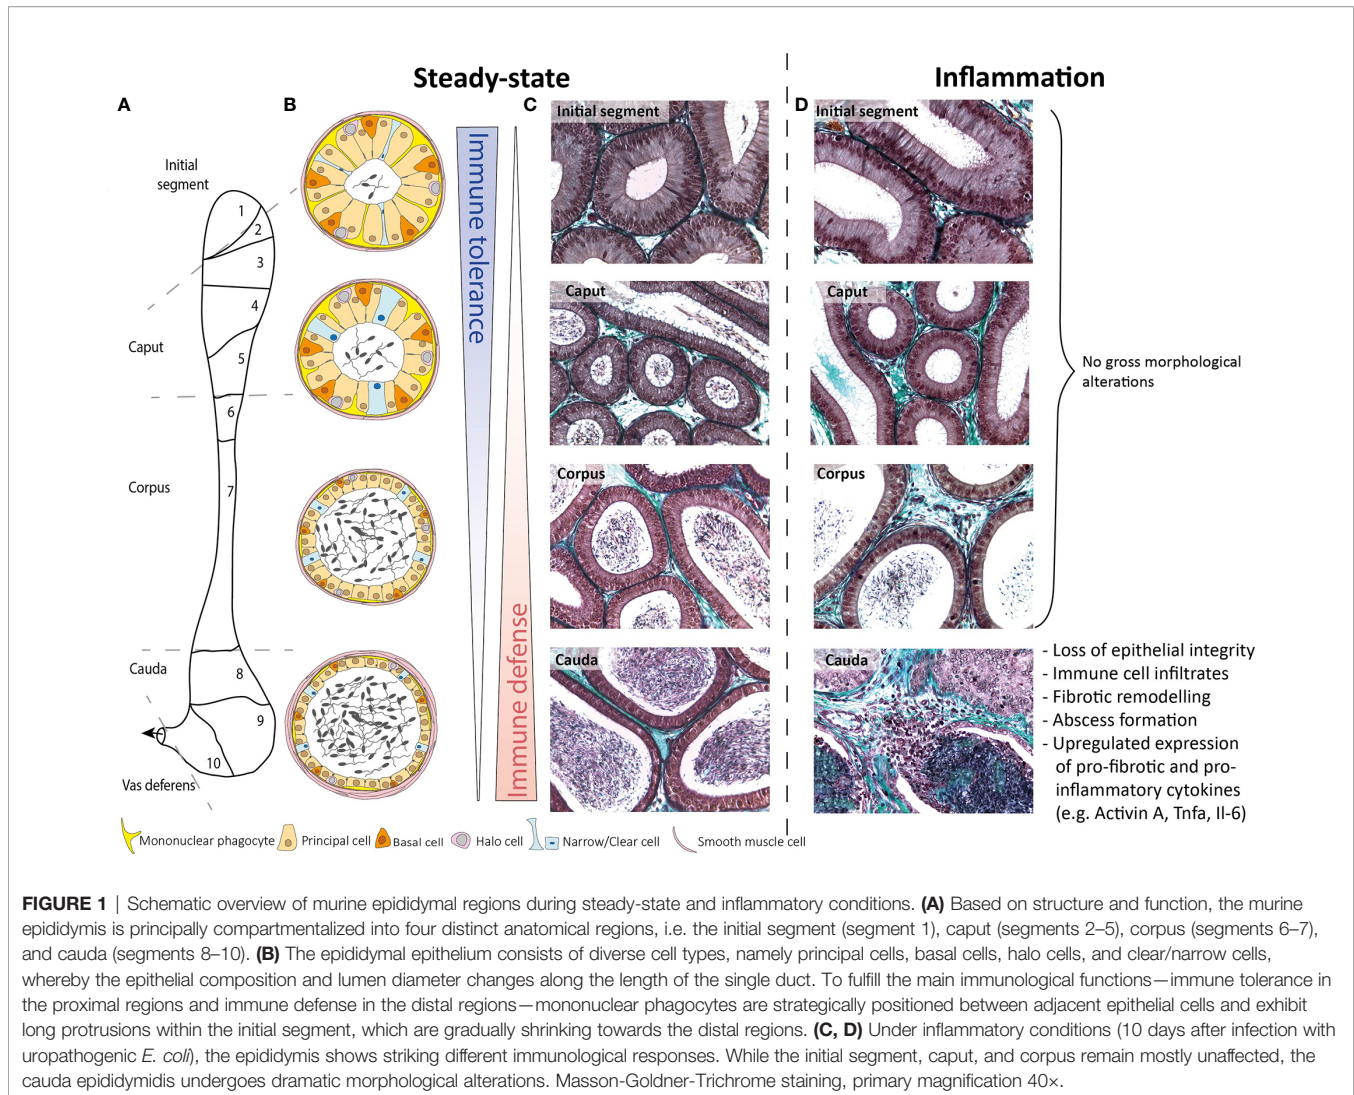 Steady-state
Inflammation
A
B
C
D
Initial
segment
1
2
3
4
Caput
5
6
Corpus
7
Cauda
8
9
10
Vas deferens
Immune tolerance
Immune defense
Initial segment
Caput
Corpus
Cauda
Initial segment
Caput
Corpus
Cauda
No gross morphological
alterations
- Loss of epithelial integrity
- Immune cell infiltrates
- Fibrotic remodelling
- Abscess formation
- Upregulated expression
of pro-fibrotic and pro-
inflammatory cytokines
(e.g. Activin A, Tnfa, Il-6)
Mononuclear phagocyte
Principal cell
Basal cell
Halo cell
Narrow/Clear cell
Smooth muscle cell
FIGURE 1 | Schematic overview of murine epididymal regions during steady-state and inflammatory conditions. (A) Based on structure and function, the murine
epididymis is principally compartmentalized into four distinct anatomical regions, i.e. the initial segment (segment 1), caput (segments 2–5), corpus (segments 6–7),
and cauda (segments 8–10). (B) The epididymal epithelium consists of diverse cell types, namely principal cells, basal cells, halo cells, and clear/narrow cells,
whereby the epithelial composition and lumen diameter changes along the length of the single duct. To fulfill the main immunological functions—immune tolerance in
the proximal regions and immune defense in the distal regions—mononuclear phagocytes are strategically positioned between adjacent epithelial cells and exhibit
long protrusions within the initial segment, which are gradually shrinking towards the distal regions. (C, D) Under inflammatory conditions (10 days after infection with
uropathogenic E. coli), the epididymis shows striking different immunological responses. While the initial segment, caput, and corpus remain mostly unaffected, the
cauda epididymidis undergoes dramatic morphological alterations. Masson-Goldner-Trichrome staining, primary magnification 40×.